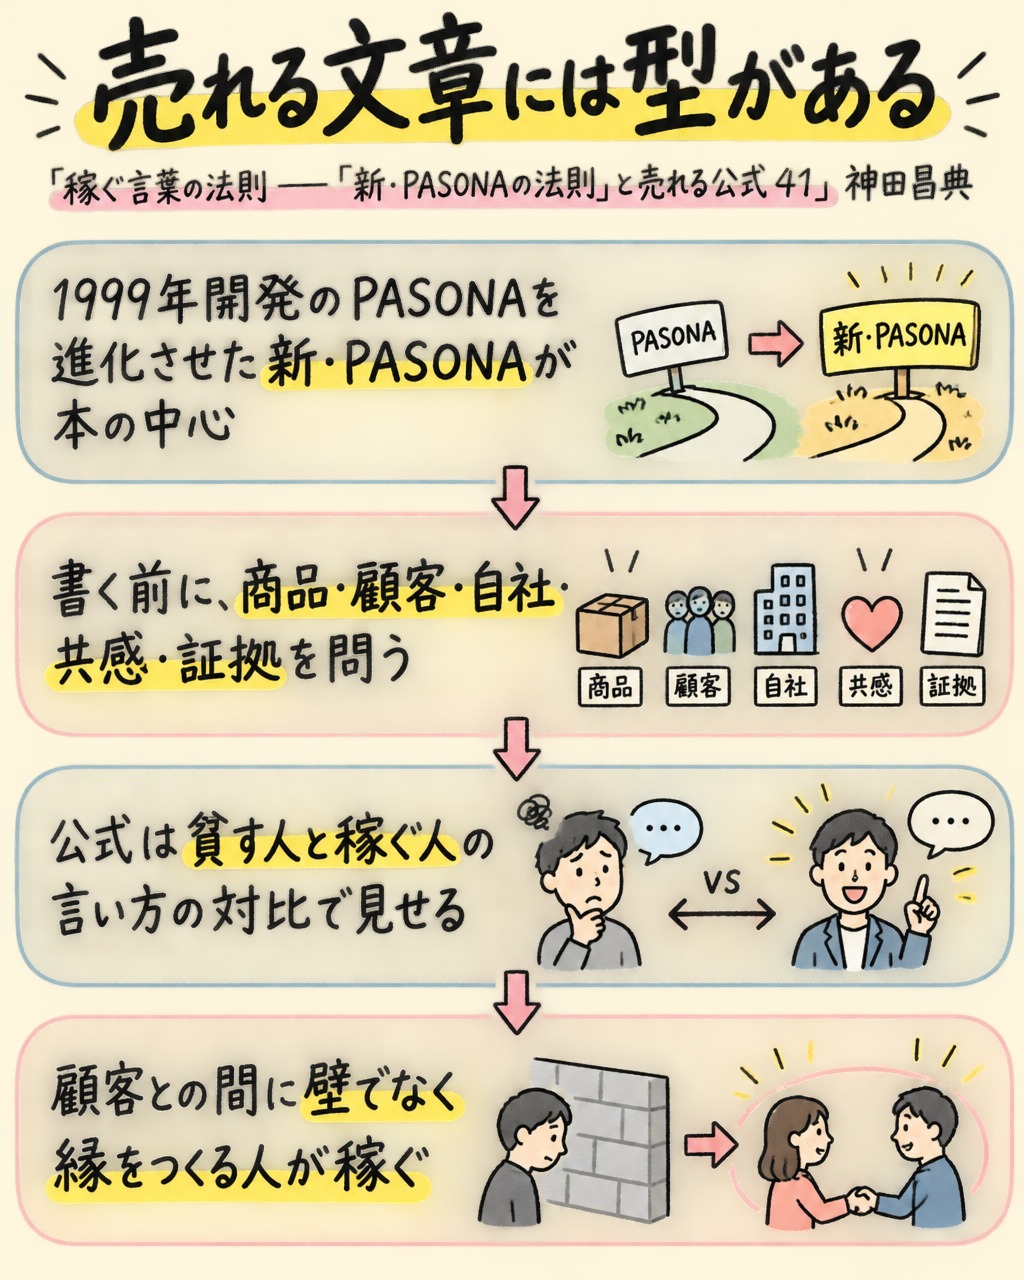 売れる文章には型がある
「稼ぐ言葉の法則 ――「新・PASONAの法則」と売れる公式41」 神田昌典
1999年開発のPASONAを
進化させた新・PASONAが
本の中心
PASONA
新・PASONA
書く前に、商品・顧客・自社・
共感・証拠を問う
商品
顧客
自社
共感
証拠
公式は貧す人と稼ぐ人の
言い方の対比で見せる
VS
顧客との間に壁でなく
縁をつくる人が稼ぐ